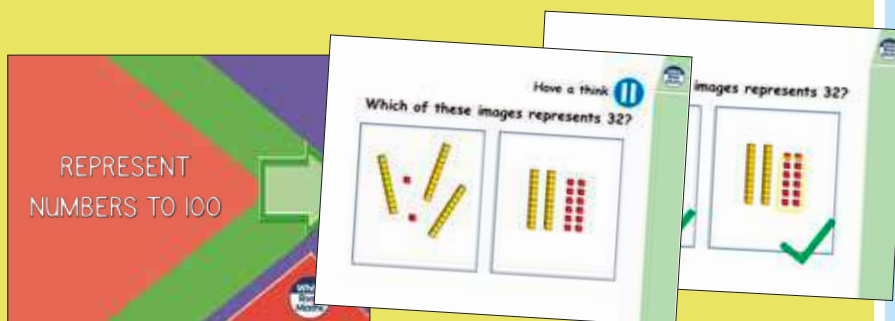 REPRESENT
NUMBERS TO 100
Have a think
Which of these images represents 32?
images represents 32?